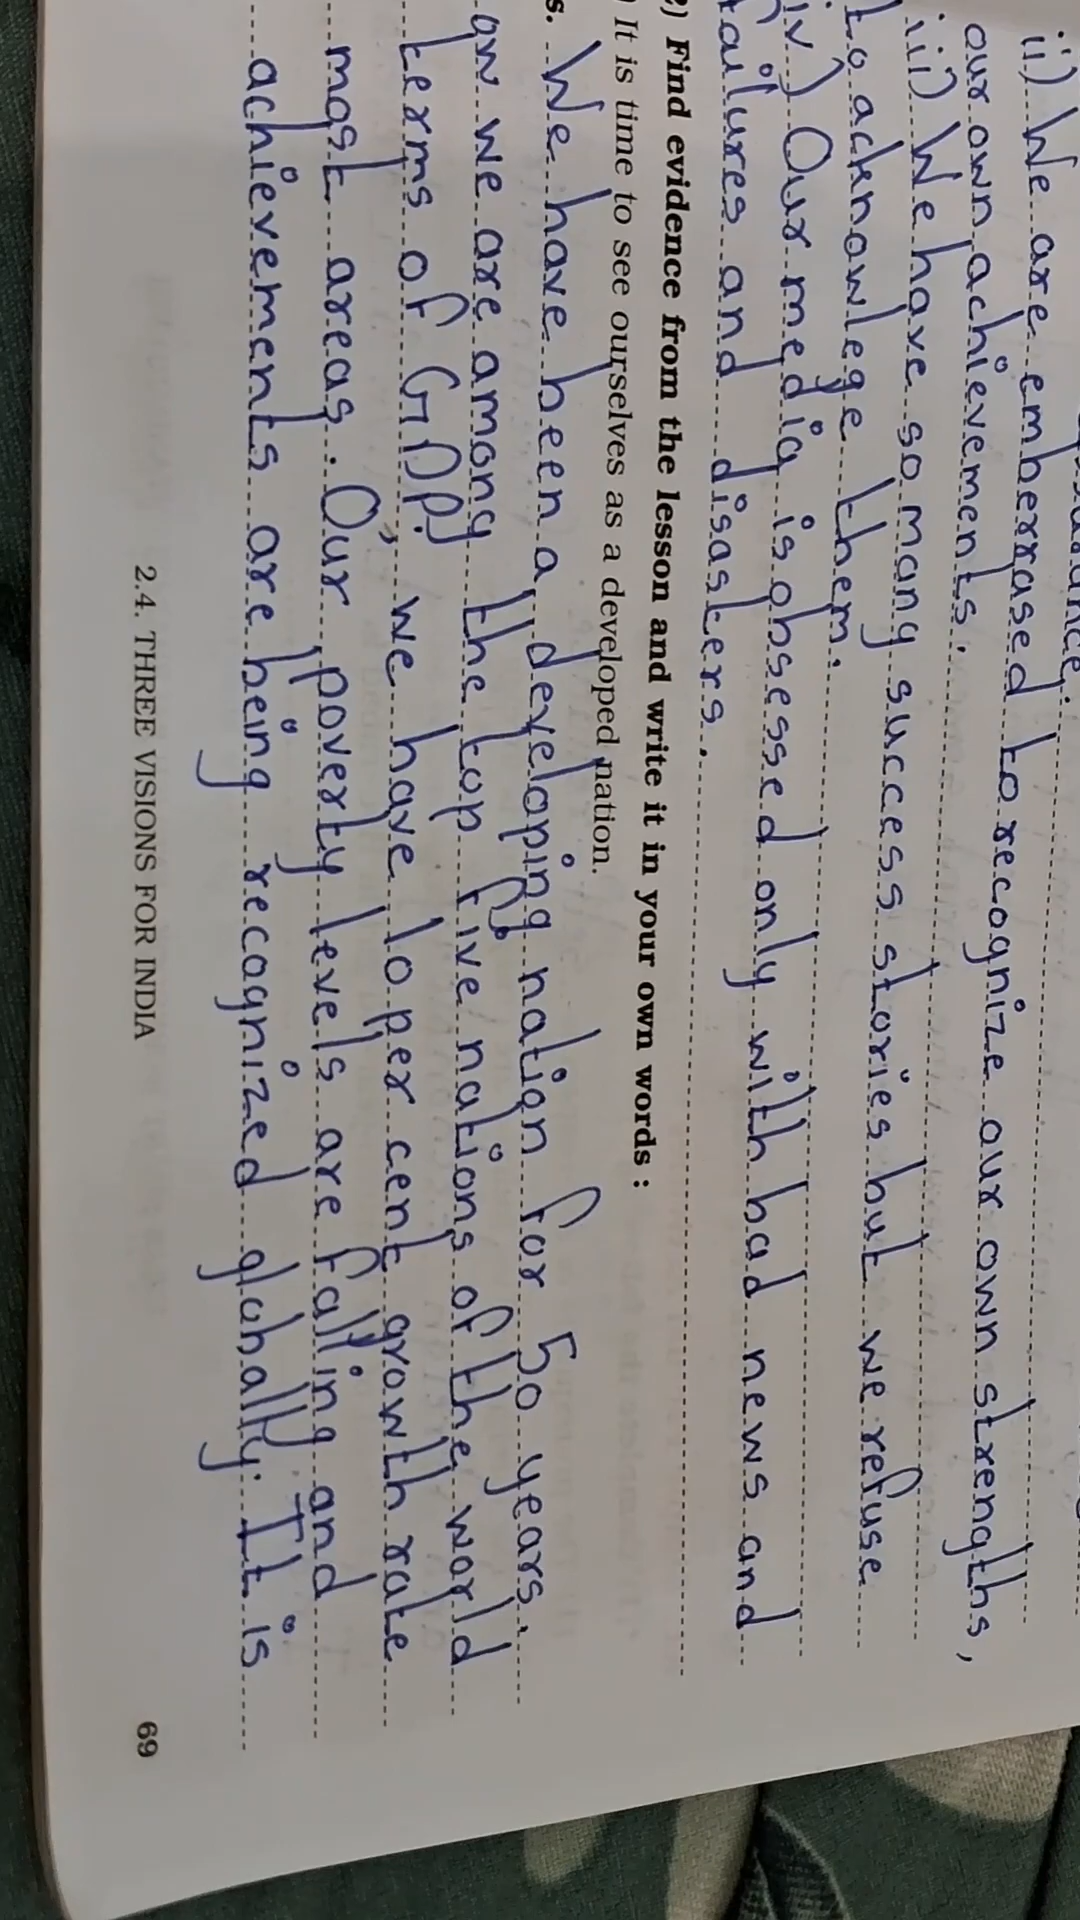 ii) We are emberrased to recognize our own strengths,
our own achievements.
iii) We have so many success stories but we refuse
to acknowlege them.
iv) Our media is obsessed only with bad news and
failures and disasters.
2) Find evidence from the lesson and write it in your own words :
) It is time to see ourselves as a developed nation.
s. We have been a developing nation for 50 years.
ow we are among the top five nations of the world
terms of GDP, we have 10 per cent growth rate
most areas. Our poverty levels are falling and
achievements are being recognized globally. It is
2.4. THREE VISIONS FOR INDIA
69